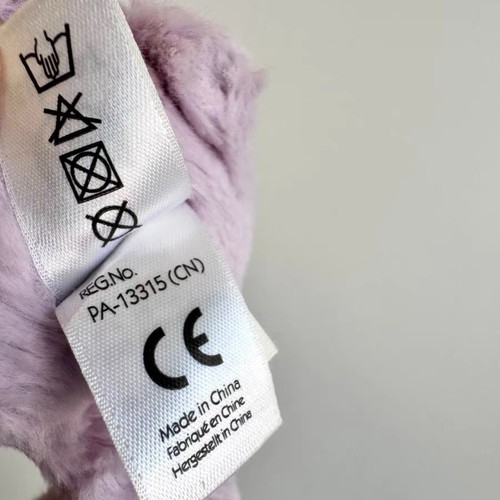 REG.No.
PA-13315(CN)
CE
Made in China
Fabriqué en Chine
Hergestellt in China